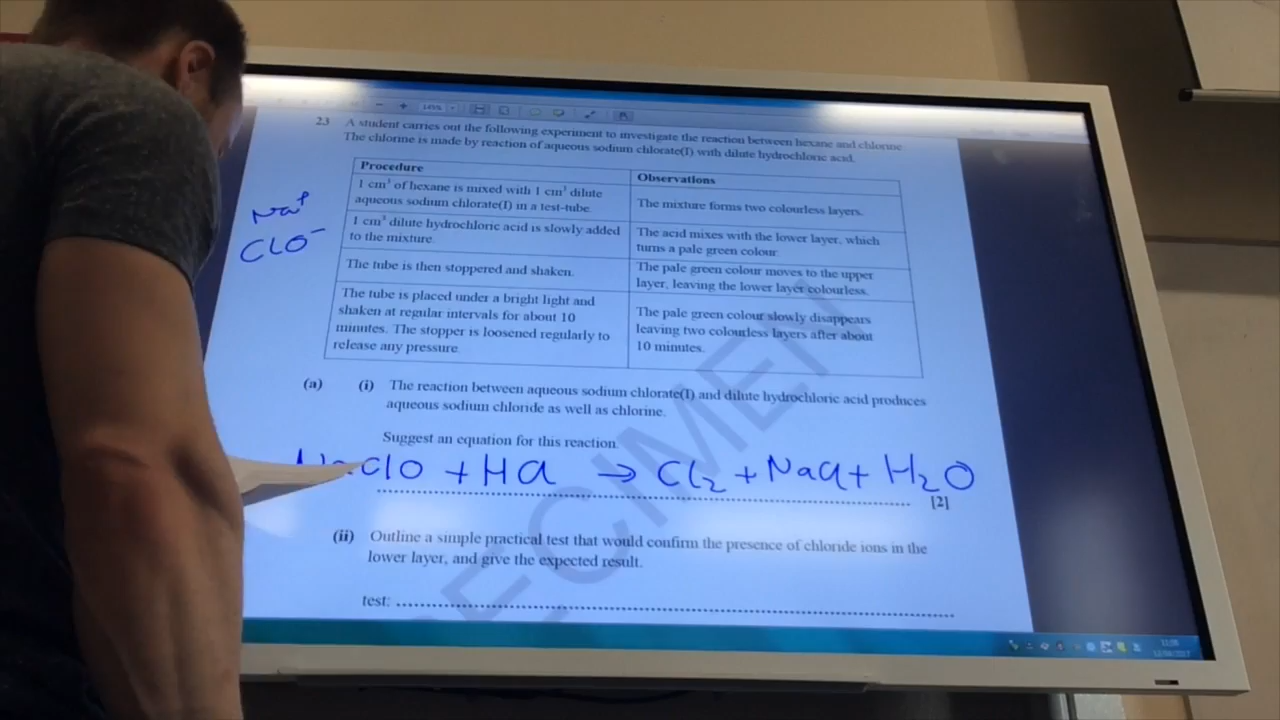 145%
23 A student carries out the following experiment to investigate the reaction between hexane and chlorine
The chlorine is made by reaction of aqueous sodium chlorate(I) with dilute hydrochloric acid.
Procedure
Observations
1 cm³ of hexane is mixed with 1 cm³ dilute
aqueous sodium chlorate(I) in a test-tube.
The mixture forms two colourless layers.
1 cm³ dilute hydrochloric acid is slowly added
to the mixture.
The acid mixes with the lower layer, which
turns a pale green colour.
The tube is then stoppered and shaken.
The pale green colour moves to the upper
layer, leaving the lower layer colourless.
The tube is placed under a bright light and
shaken at regular intervals for about 10
minutes. The stopper is loosened regularly to
release any pressure.
The pale green colour slowly disappears
leaving two colourless layers after about
10 minutes.
Na⁺
ClO⁻
(a) (i) The reaction between aqueous sodium chlorate(I) and dilute hydrochloric acid produces
aqueous sodium chloride as well as chlorine.
Suggest an equation for this reaction.
NaClO + HCl → Cl₂ + NaCl + H₂O
[2]
(ii) Outline a simple practical test that would confirm the presence of chloride ions in the
lower layer, and give the expected result.
test:
SPECIMEN